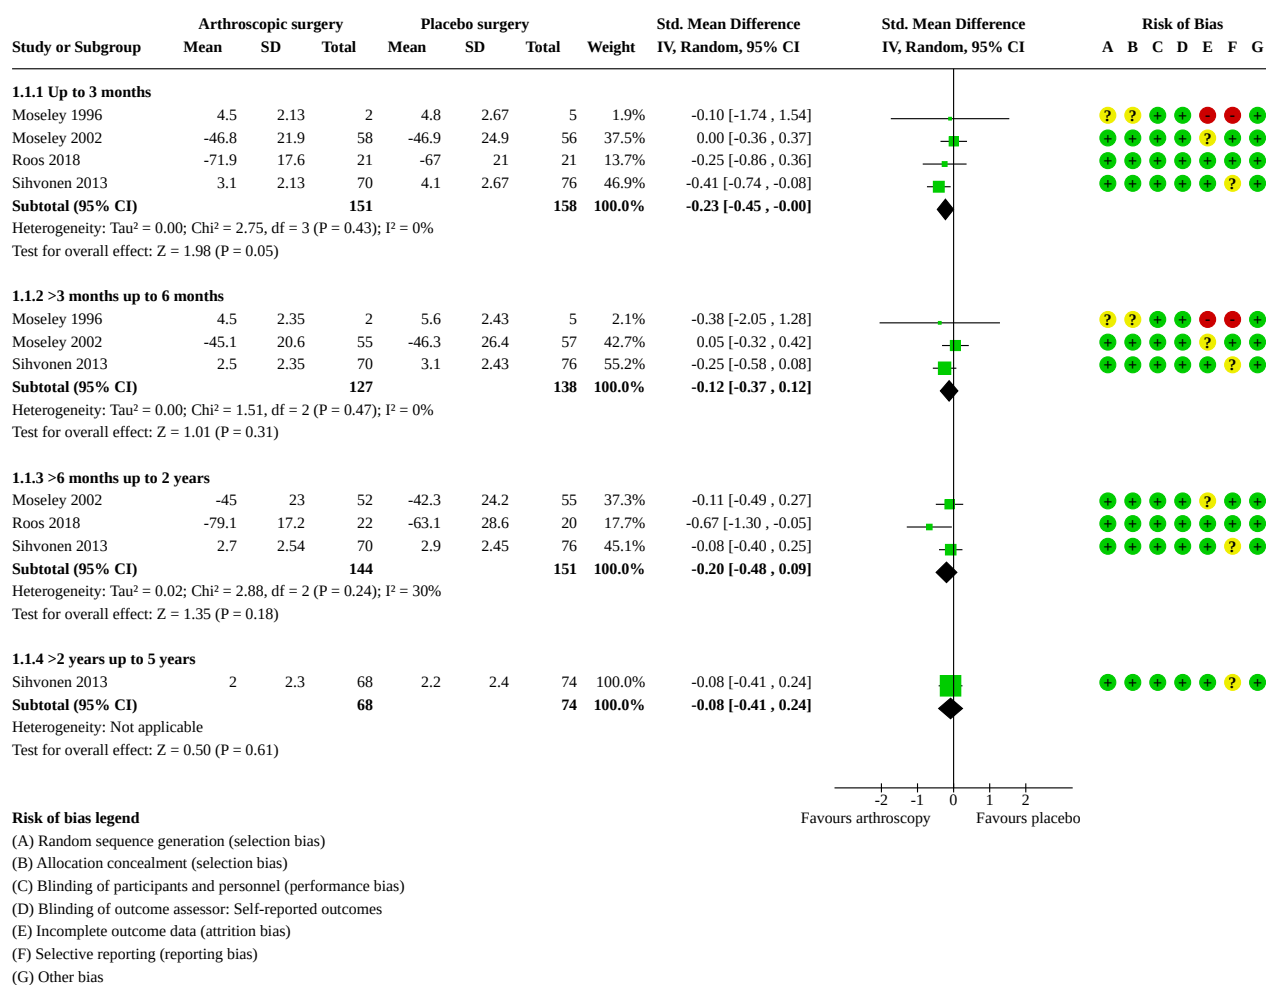 Arthroscopic surgery Placebo surgery Std. Mean Difference Std. Mean Difference Risk of Bias
Study or Subgroup Mean SD Total Mean SD Total Weight IV, Random, 95% CI IV, Random, 95% CI A B C D E F G
1.1.1 Up to 3 months
Moseley 1996 4.5 2.13 2 4.8 2.67 5 1.9% -0.10 [-1.74 , 1.54] ? ? + + - - +
Moseley 2002 -46.8 21.9 58 -46.9 24.9 56 37.5% 0.00 [-0.36 , 0.37] + + + + ? + +
Roos 2018 -71.9 17.6 21 -67 21 21 13.7% -0.25 [-0.86 , 0.36] + + + + + + +
Sihvonen 2013 3.1 2.13 70 4.1 2.67 76 46.9% -0.41 [-0.74 , -0.08] + + + + + ? +
Subtotal (95% CI) 151 158 100.0% -0.23 [-0.45 , -0.00]
Heterogeneity: Tau² = 0.00; Chi² = 2.75, df = 3 (P = 0.43); I² = 0%
Test for overall effect: Z = 1.98 (P = 0.05)
1.1.2 >3 months up to 6 months
Moseley 1996 4.5 2.35 2 5.6 2.43 5 2.1% -0.38 [-2.05 , 1.28] ? ? + + - - +
Moseley 2002 -45.1 20.6 55 -46.3 26.4 57 42.7% 0.05 [-0.32 , 0.42] + + + + ? + +
Sihvonen 2013 2.5 2.35 70 3.1 2.43 76 55.2% -0.25 [-0.58 , 0.08] + + + + + ? +
Subtotal (95% CI) 127 138 100.0% -0.12 [-0.37 , 0.12]
Heterogeneity: Tau² = 0.00; Chi² = 1.51, df = 2 (P = 0.47); I² = 0%
Test for overall effect: Z = 1.01 (P = 0.31)
1.1.3 >6 months up to 2 years
Moseley 2002 -45 23 52 -42.3 24.2 55 37.3% -0.11 [-0.49 , 0.27] + + + + ? + +
Roos 2018 -79.1 17.2 22 -63.1 28.6 20 17.7% -0.67 [-1.30 , -0.05] + + + + + + +
Sihvonen 2013 2.7 2.54 70 2.9 2.45 76 45.1% -0.08 [-0.40 , 0.25] + + + + + ? +
Subtotal (95% CI) 144 151 100.0% -0.20 [-0.48 , 0.09]
Heterogeneity: Tau² = 0.02; Chi² = 2.88, df = 2 (P = 0.24); I² = 30%
Test for overall effect: Z = 1.35 (P = 0.18)
1.1.4 >2 years up to 5 years
Sihvonen 2013 2 2.3 68 2.2 2.4 74 100.0% -0.08 [-0.41 , 0.24] + + + + + ? +
Subtotal (95% CI) 68 74 100.0% -0.08 [-0.41 , 0.24]
Heterogeneity: Not applicable
Test for overall effect: Z = 0.50 (P = 0.61)
-2 -1 0 1 2
Favours arthroscopy Favours placebo
Risk of bias legend
(A) Random sequence generation (selection bias)
(B) Allocation concealment (selection bias)
(C) Blinding of participants and personnel (performance bias)
(D) Blinding of outcome assessor: Self-reported outcomes
(E) Incomplete outcome data (attrition bias)
(F) Selective reporting (reporting bias)
(G) Other bias